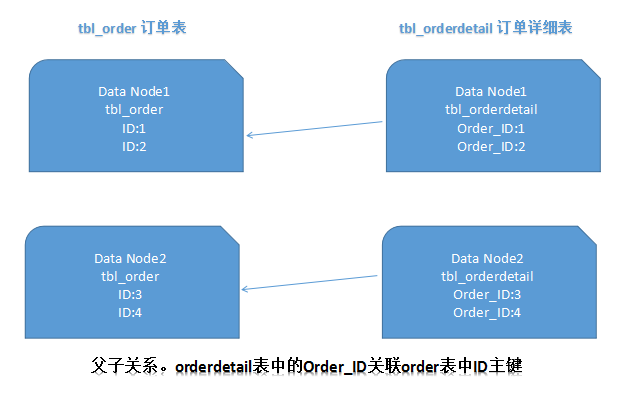 tbl_order 订单表
tbl_orderdetail 订单详细表
Data Node1
tbl_order
ID:1
ID:2
Data Node1
tbl_orderdetail
Order_ID:1
Order_ID:2
Data Node2
tbl_order
ID:3
ID:4
Data Node2
tbl_orderdetail
Order_ID:3
Order_ID:4
父子关系。orderdetail表中的Order_ID关联order表中ID主键